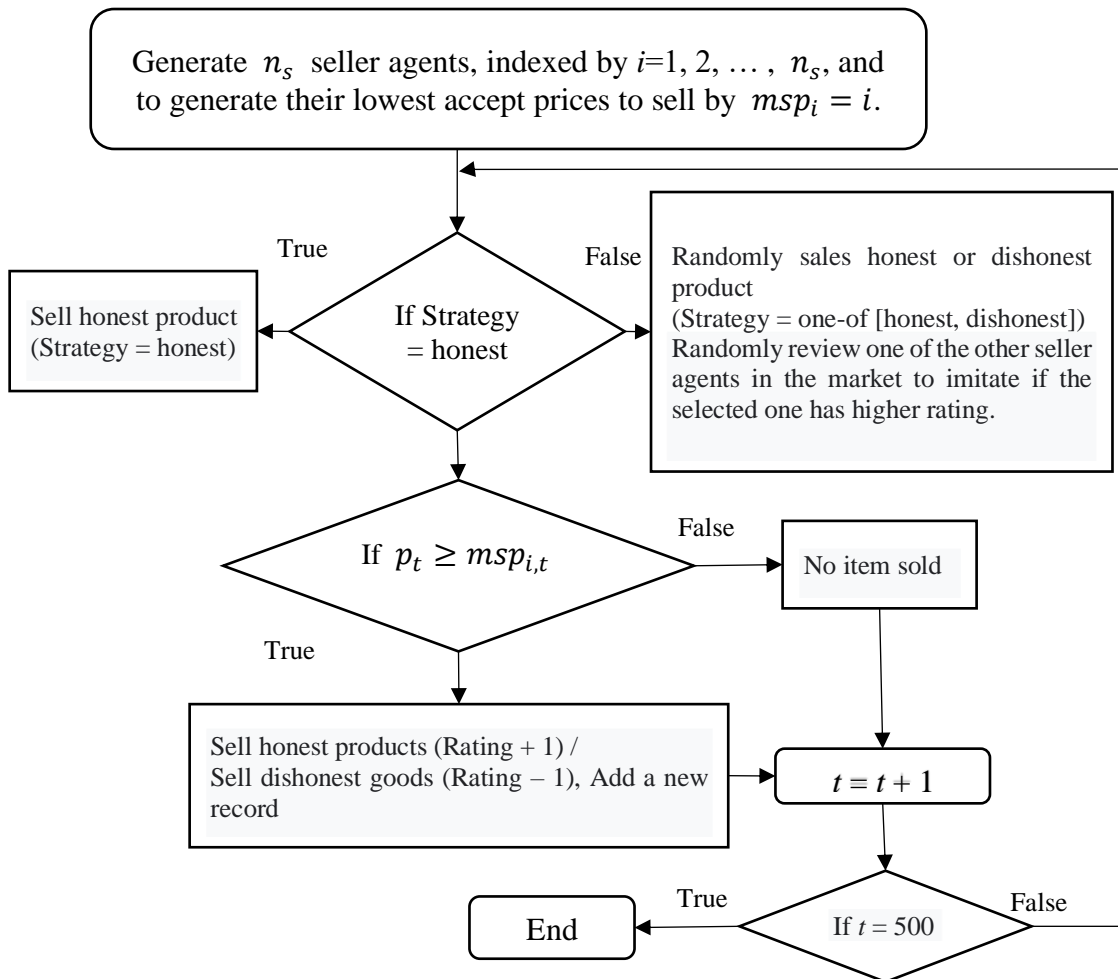 Generate n_s seller agents, indexed by i=1, 2, … , n_s, and
to generate their lowest accept prices to sell by msp_i = i.
True
False
Sell honest product
(Strategy = honest)
If Strategy
= honest
Randomly sales honest or dishonest
product
(Strategy = one-of [honest, dishonest])
Randomly review one of the other seller
agents in the market to imitate if the
selected one has higher rating.
If p_t ≥ msp_{i,t}
False
No item sold
True
Sell honest products (Rating + 1) /
Sell dishonest goods (Rating – 1), Add a new
record
t = t + 1
True
False
End
If t = 500